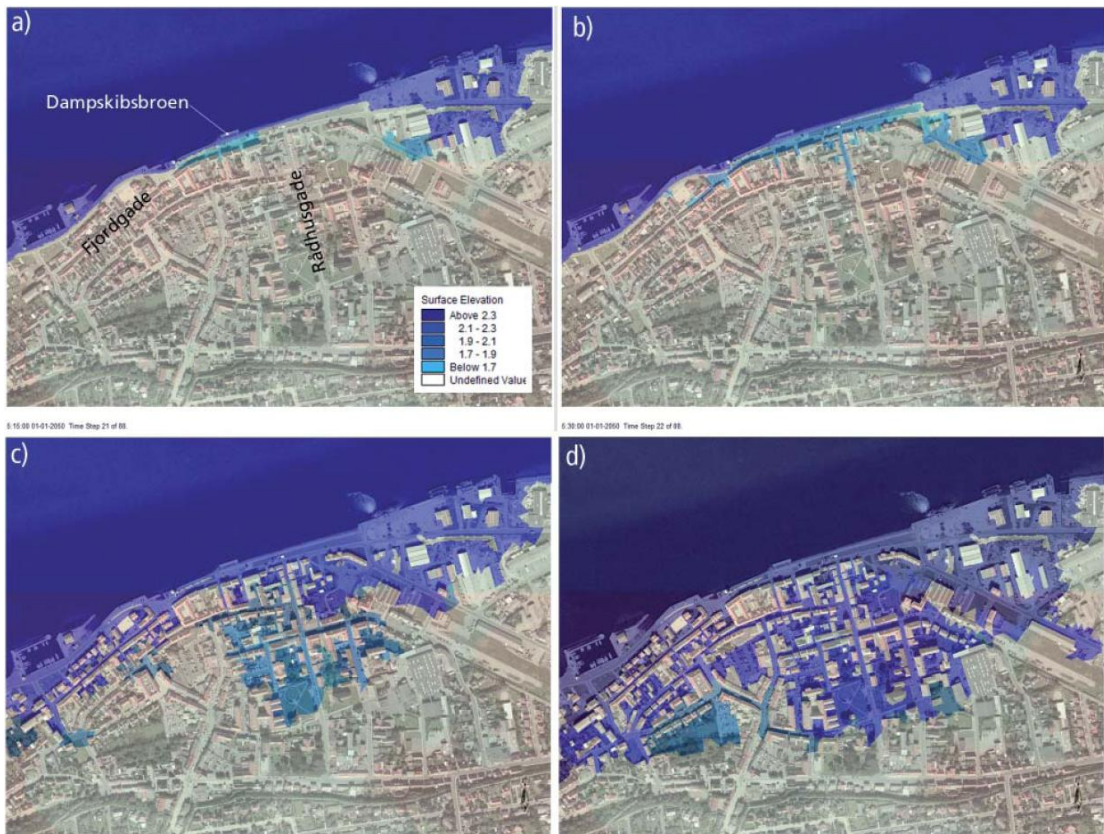 a)
Dampskibsbroen
Fjordgade
Rådhusgade
Surface Elevation
Above 2.3
2.1 - 2.3
1.9 - 2.1
1.7 - 1.9
Below 1.7
Undefined Value
b)
5:15:00 01-01-2050 Time Step 21 of 88.
5:30:00 01-01-2050 Time Step 22 of 88.
c)
d)